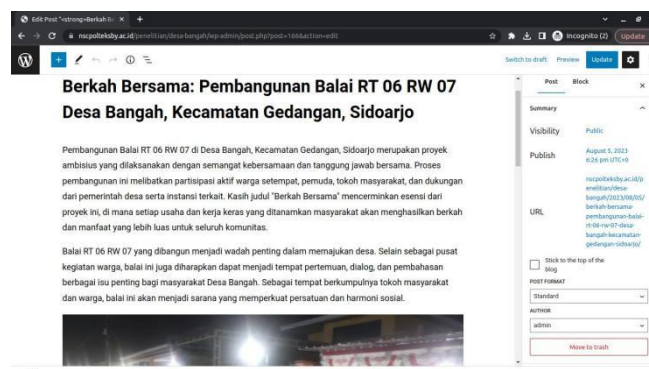 Edit Post "<strong>Berkah Be
nscpolteksby.ac.id/penelitian/desa-bangah/wp-admin/post.php?post=166&action=edit
Incognito (2)
Update
Switch to draft Preview Update
Berkah Bersama: Pembangunan Balai RT 06 RW 07
Desa Bangah, Kecamatan Gedangan, Sidoarjo
Pembangunan Balai RT 06 RW 07 di Desa Bangah, Kecamatan Gedangan, Sidoarjo merupakan proyek
ambisius yang dilaksanakan dengan semangat kebersamaan dan tanggung jawab bersama. Proses
pembangunan ini melibatkan partisipasi aktif warga setempat, pemuda, tokoh masyarakat, dan dukungan
dari pemerintah desa serta instansi terkait. Kasih judul "Berkah Bersama" mencerminkan esensi dari
proyek ini, di mana setiap usaha dan kerja keras yang ditanamkan masyarakat akan menghasilkan berkah
dan manfaat yang lebih luas untuk seluruh komunitas.
Balai RT 06 RW 07 yang dibangun menjadi wadah penting dalam memajukan desa. Selain sebagai pusat
kegiatan warga, balai ini juga diharapkan dapat menjadi tempat pertemuan, dialog, dan pembahasan
berbagai isu penting bagi masyarakat Desa Bangah. Sebagai tempat berkumpulnya tokoh masyarakat
dan warga, balai ini akan menjadi sarana yang memperkuat persatuan dan harmoni sosial.
Post Block
Summary
Visibility Public
Publish August 5, 2023
6:26 pm UTC+0
URL
nscpolteksby.ac.id/p
enelitian/desa-
bangah/2023/08/05/
berkah-bersama-
pembangunan-balai-
rt-06-rw-07-desa-
bangah-kecamatan-
gedangan-sidoarjo/
Stick to the top of the
blog
POST FORMAT
Standard
AUTHOR
admin
Move to trash